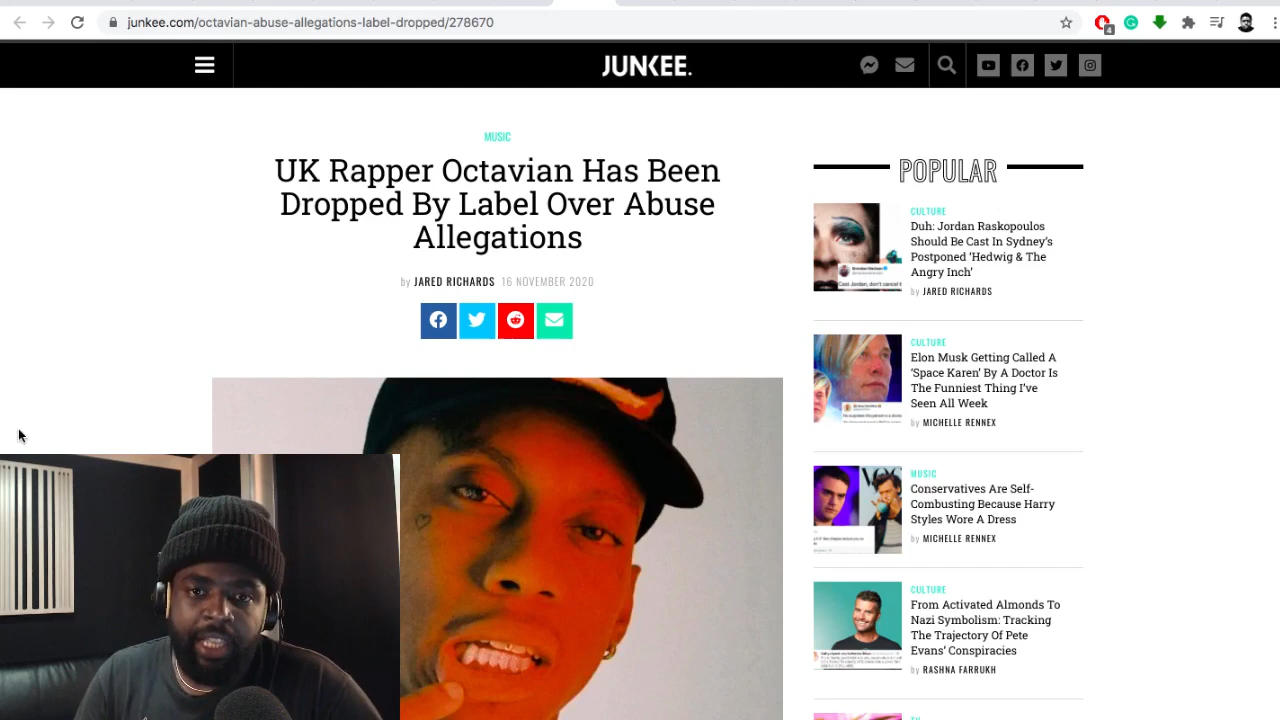 junkee.com/octavian-abuse-allegations-label-dropped/278670
4
JUNKEE.
MUSIC
UK Rapper Octavian Has Been
Dropped By Label Over Abuse
Allegations
by JARED RICHARDS 16 NOVEMBER 2020
POPULAR
CULTURE
Duh: Jordan Raskopoulos
Should Be Cast In Sydney's
Postponed 'Hedwig & The
Angry Inch'
by JARED RICHARDS
CULTURE
Elon Musk Getting Called A
'Space Karen' By A Doctor Is
The Funniest Thing I've
Seen All Week
by MICHELLE RENNEX
MUSIC
Conservatives Are Self-
Combusting Because Harry
Styles Wore A Dress
by MICHELLE RENNEX
CULTURE
From Activated Almonds To
Nazi Symbolism: Tracking
The Trajectory Of Pete
Evans' Conspiracies
by RASHNA FARRUKH